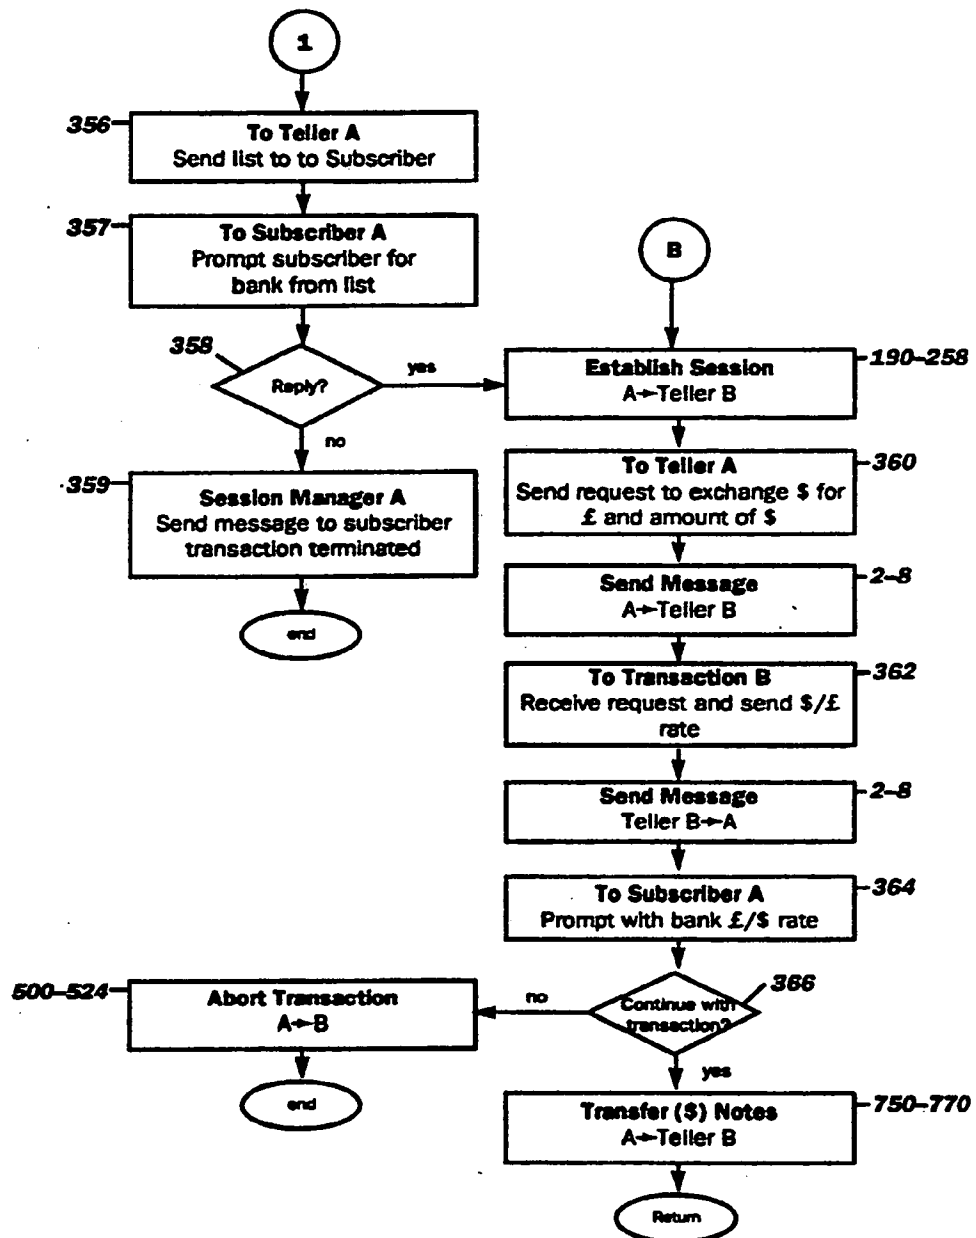 1
356
To Teller A
Send list to to Subscriber
357
To Subscriber A
Prompt subscriber for
bank from list
358
Reply?
yes
no
359
Session Manager A
Send message to subscriber
transaction terminated
end
B
190-258
Establish Session
A→Teller B
360
To Teller A
Send request to exchange $ for
£ and amount of $
2-8
Send Message
A→Teller B
362
To Transaction B
Receive request and send $/£
rate
2-8
Send Message
Teller B→A
364
To Subscriber A
Prompt with bank £/$ rate
366
Continue with
transaction?
no
yes
500-524
Abort Transaction
A→B
end
750-770
Transfer ($) Notes
A→Teller B
Return